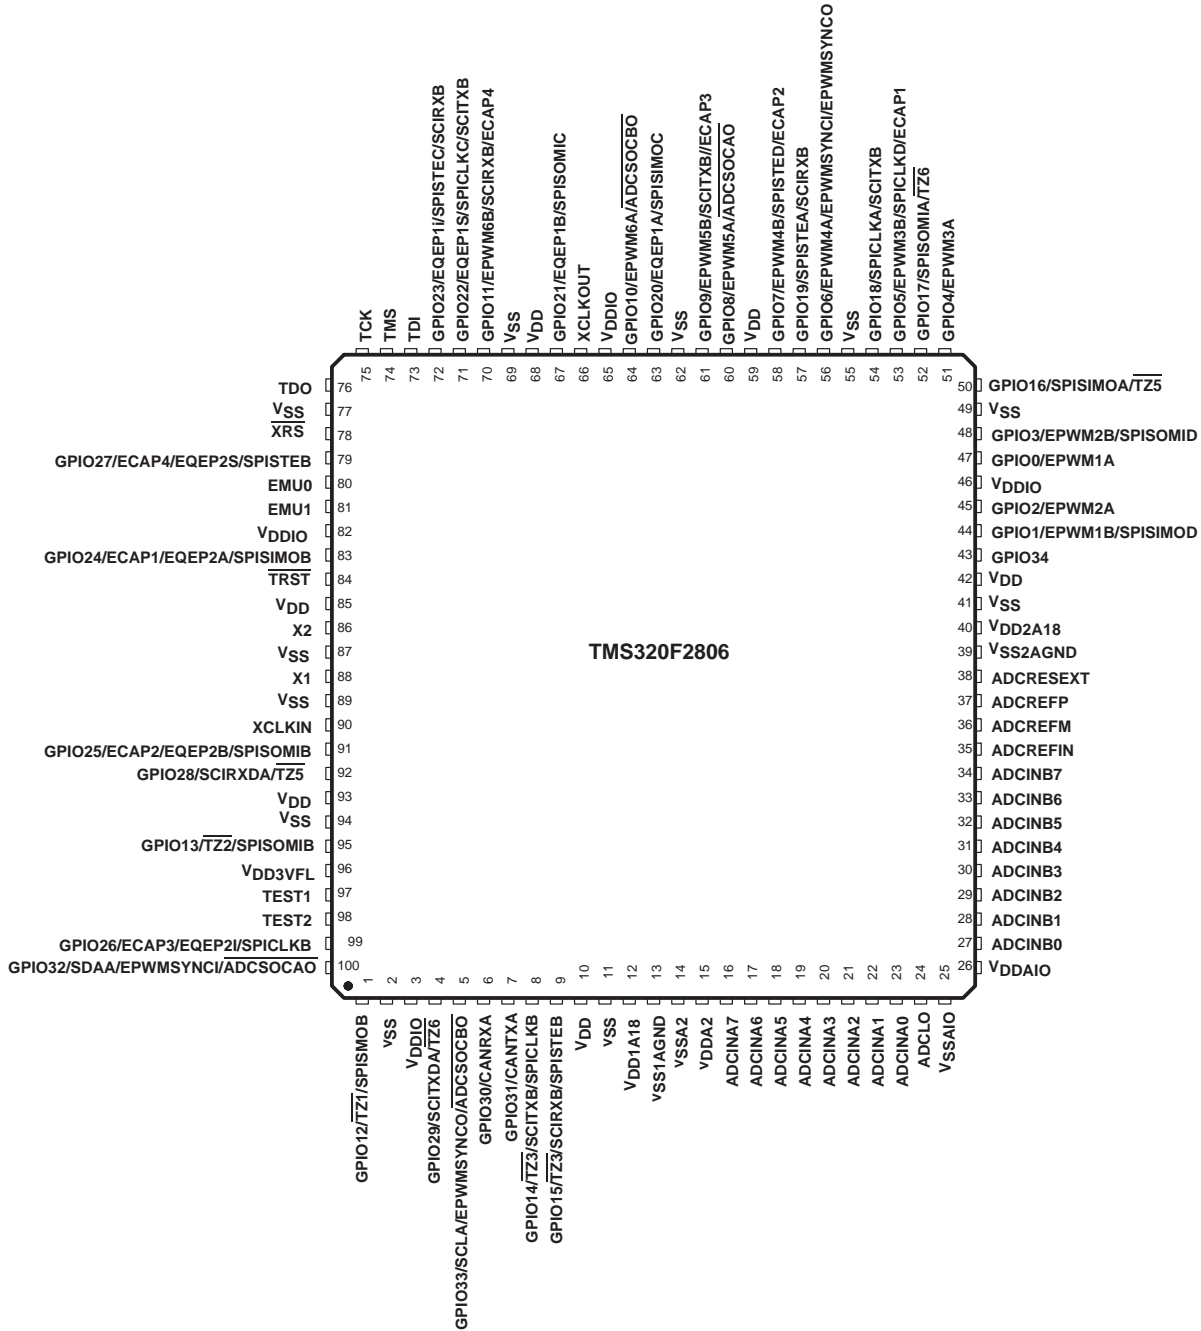 GPIO23/EQEP1i/SPISTEC/SCIRXB
GPIO22/EQEP1S/SPICLKC/SCITXB
GPIO11/EPWM6B/SCIRXB/ECAP4
GPIO21/EQEP1B/SPISOMIC
GPIO10/EPWM6A/ADCSOCBO
GPIO20/EQEP1A/SPISIMOC
GPIO9/EPWM5B/SCITXB//ECAP3
GPIO8/EPWM5A/ADCSOCAO
GPIO7/EPWM4B/SPISTED/ECAP2
GPIO19/SPISTEA/SCIRXB
GPIO6/EPWM4A/EPWMSYNCI/EPWMSYNCO
GPIO18/SPICLKA/SCITXB
GPIO5/EPWM3B/SPICLKD/ECAP1
GPIO17/SPISOMIA/TZ6
GPIO4/EPWM3A
TCK
TMS
TDI
VSS
VDD
XCLKOUT
VDDIO
VSS
VDD
VSS
75
74
73
72
71
70
69
68
67
66
65
64
63
62
61
60
59
58
57
56
55
54
53
52
51
TDO 76
VSS 77
XRS 78
GPIO27/ECAP4/EQEP2S/SPISTEB 79
EMU0 80
EMU1 81
VDDIO 82
GPIO24/ECAP1/EQEP2A/SPISIMOB 83
TRST 84
VDD 85
X2 86
VSS 87
X1 88
VSS 89
XCLKIN 90
GPIO25/ECAP2/EQEP2B/SPISOMIB 91
GPIO28/SCIRXDA/TZ5 92
VDD 93
VSS 94
GPIO13/TZ2/SPISOMIB 95
VDD3VFL 96
TEST1 97
TEST2 98
GPIO26/ECAP3/EQEP2I/SPICLKB 99
GPIO32/SDAA/EPWMSYNCI/ADCSOCAO 100
TMS320F2806
50 GPIO16/SPISIMOA/TZ5
49 VSS
48 GPIO3/EPWM2B/SPISOMID
47 GPIO0/EPWM1A
46 VDDIO
45 GPIO2/EPWM2A
44 GPIO1/EPWM1B/SPISIMOD
43 GPIO34
42 VDD
41 VSS
40 VDD2A18
39 VSS2AGND
38 ADCRESEXT
37 ADCREFP
36 ADCREFM
35 ADCREFIN
34 ADCINB7
33 ADCINB6
32 ADCINB5
31 ADCINB4
30 ADCINB3
29 ADCINB2
28 ADCINB1
27 ADCINB0
26 VDDAIO
1
2
3
4
5
6
7
8
9
10
11
12
13
14
15
16
17
18
19
20
21
22
23
24
25
GPIO12/TZ1/SPISMOB
VSS
VDDIO
GPIO29/SCITXDA/TZ6
GPIO33/SCLA/EPWMSYNCO/ADCSOCBO
GPIO30/CANRXA
GPIO31/CANTXA
GPIO14/TZ3/SCITXB/SPICLKB
GPIO15/TZ3/SCIRXB/SPISTEB
VDD
VSS
VDD1A18
VSS1AGND
VSSA2
VDDA2
ADCINA7
ADCINA6
ADCINA5
ADCINA4
ADCINA3
ADCINA2
ADCINA1
ADCINA0
ADCLO
VSSAIO